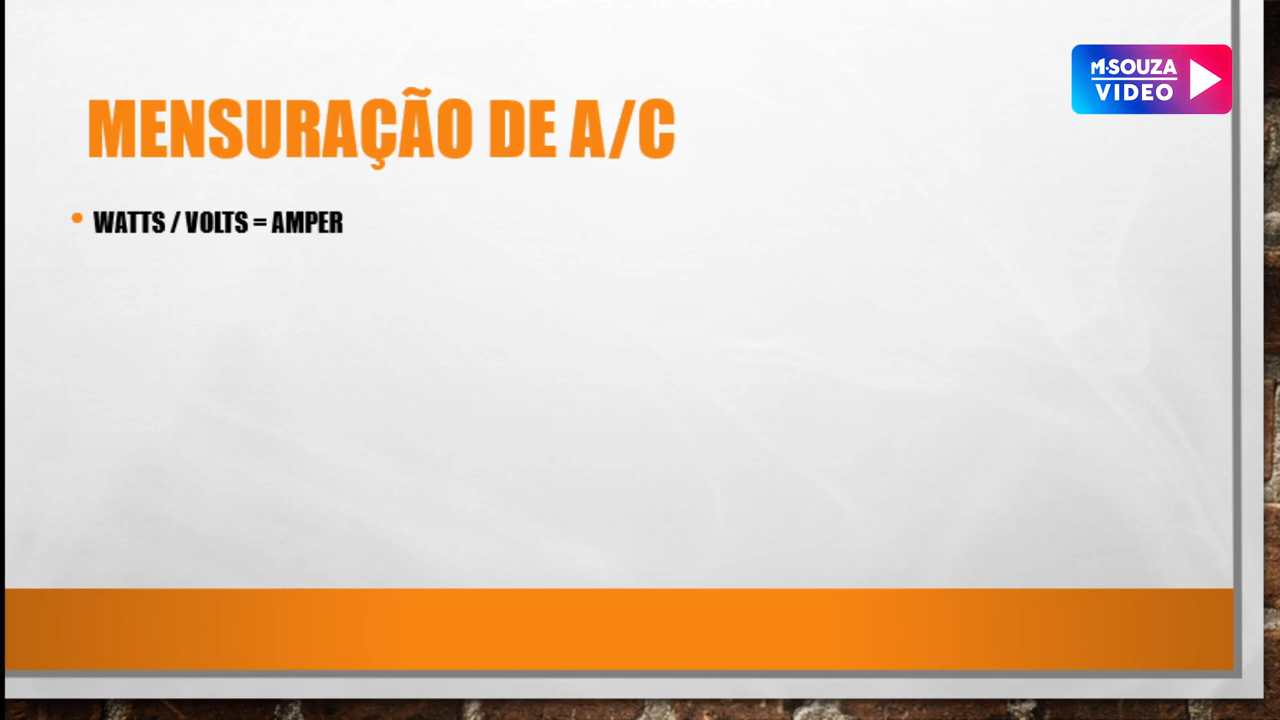 M·SOUZA
VIDEO
MENSURAÇÃO DE A/C
• WATTS / VOLTS = AMPER